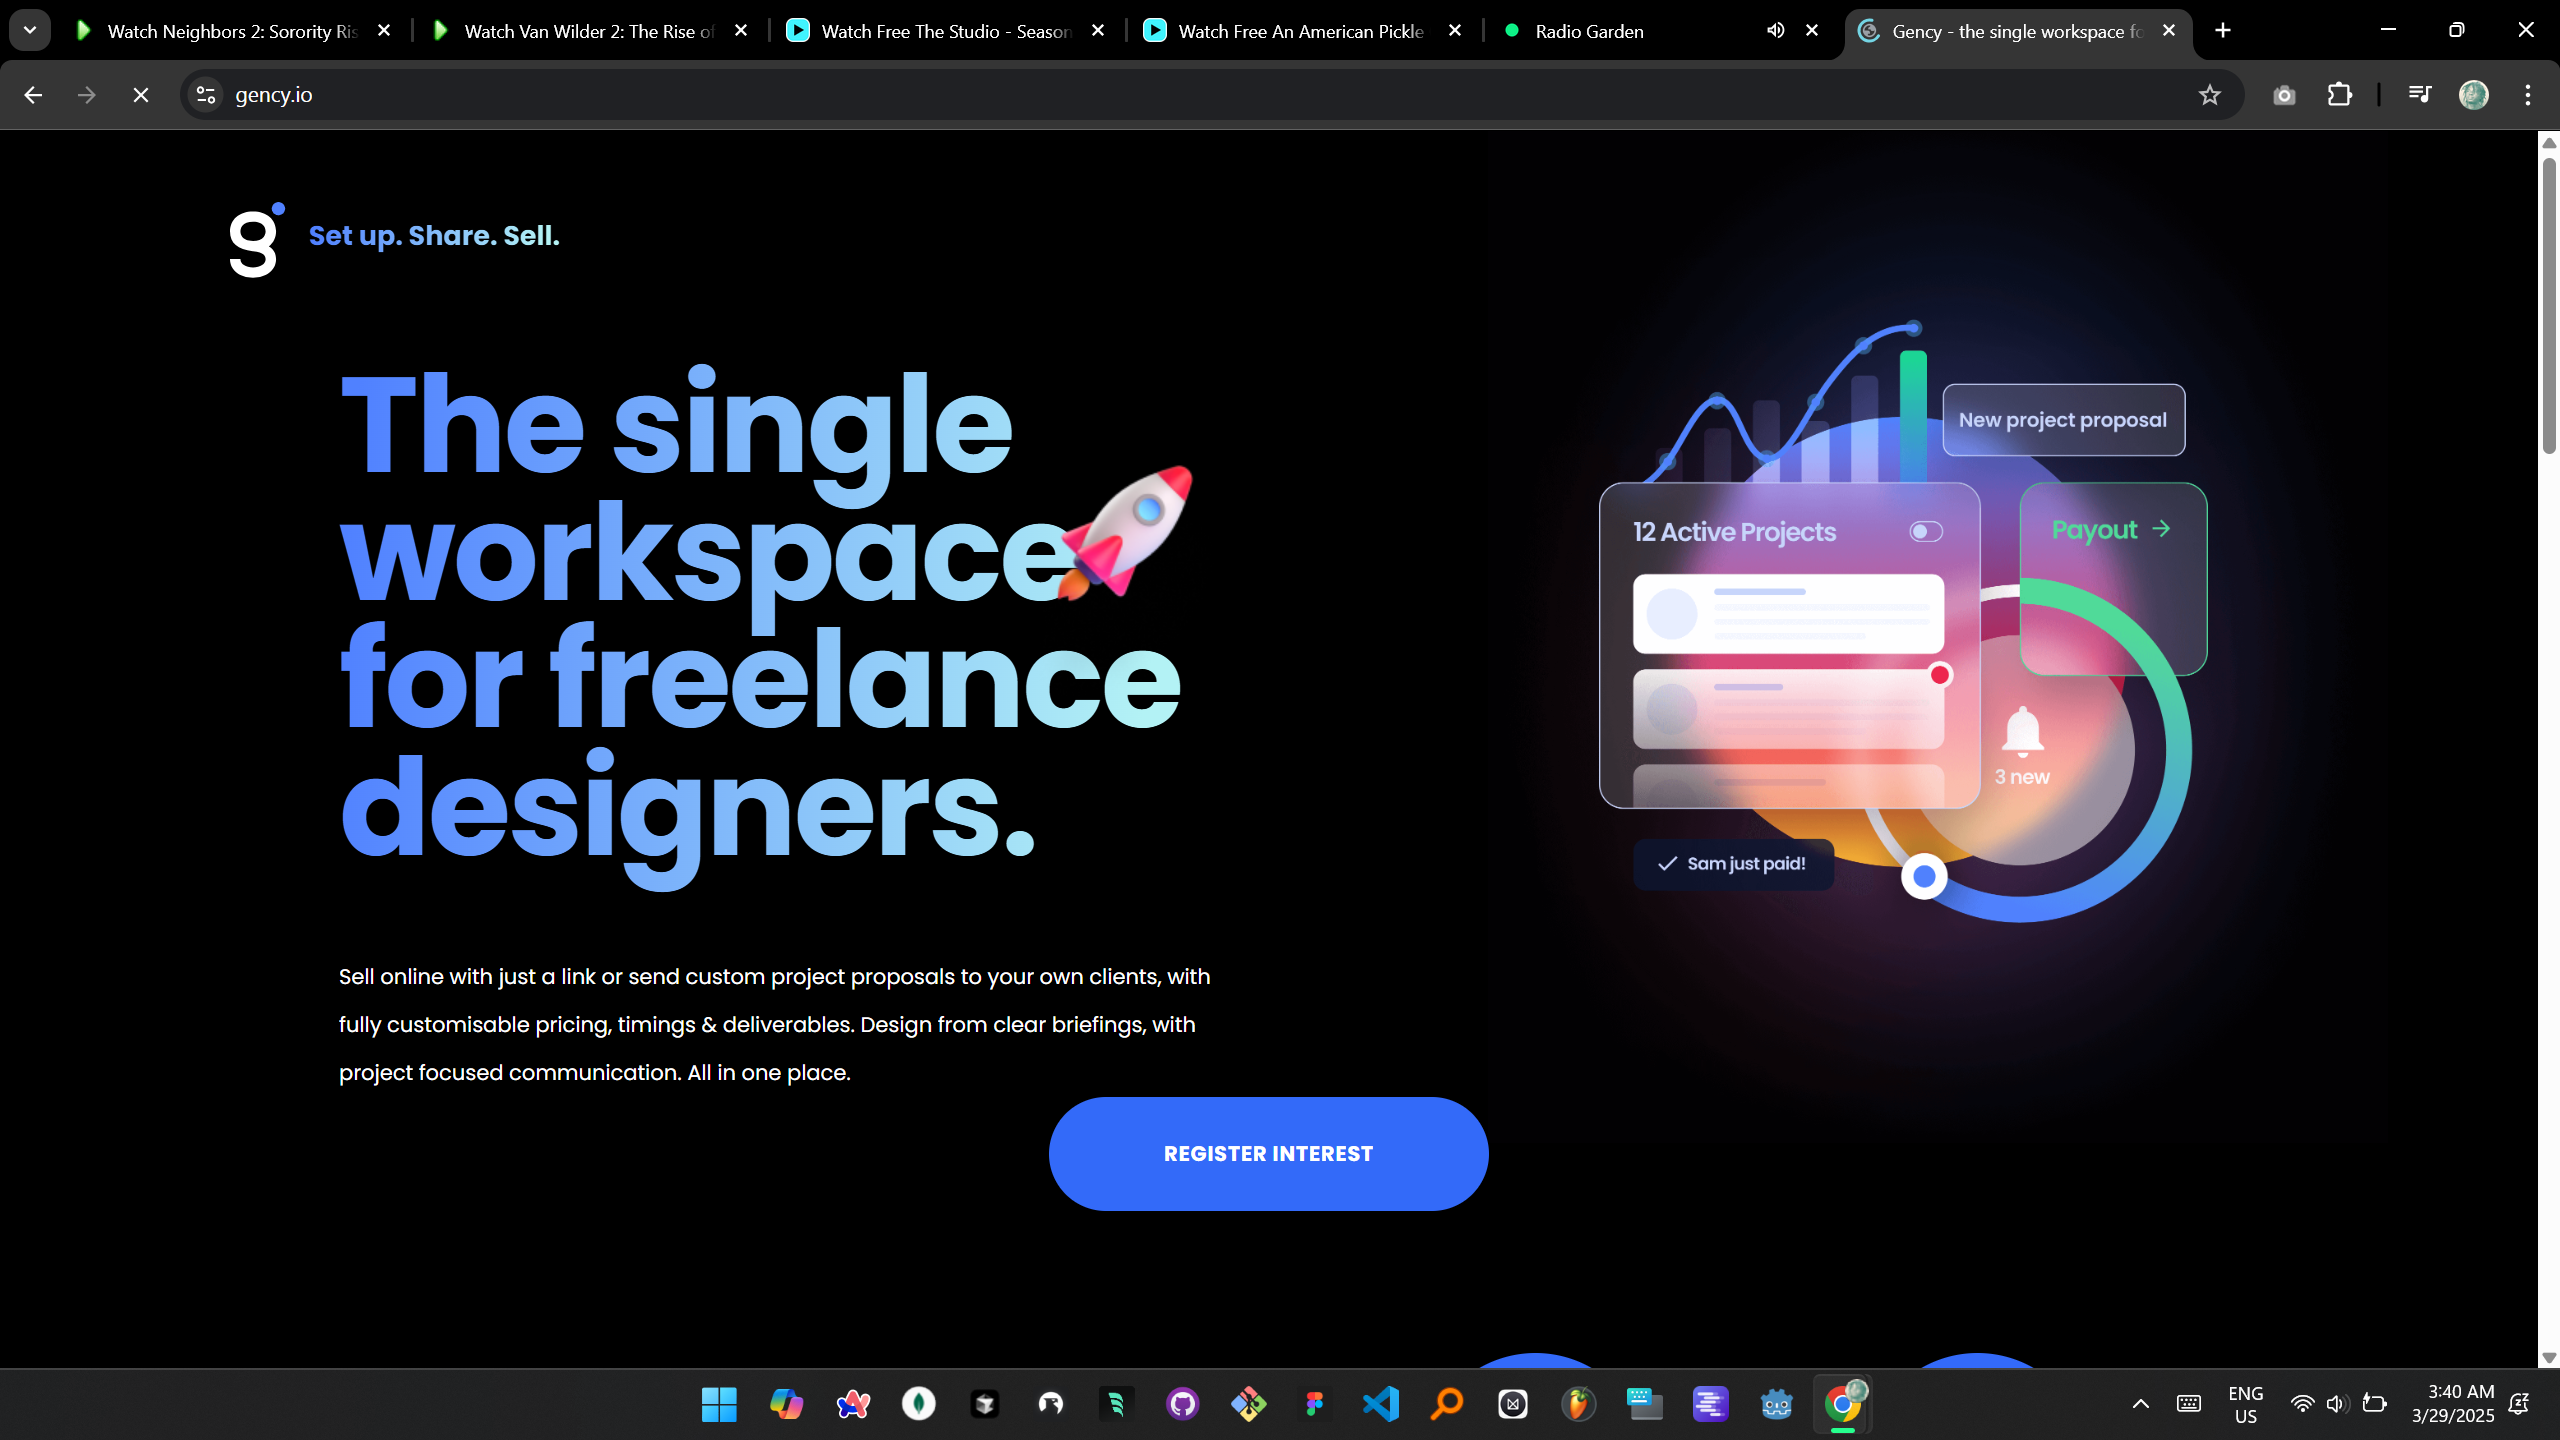 Watch Neighbors 2: Sorority Ris
Watch Van Wilder 2: The Rise of
Watch Free The Studio - Season
Watch Free An American Pickle
Radio Garden
Gency - the single workspace fo
gency.io
g
Set up. Share. Sell.
The single
workspace
for freelance
designers.
Sell online with just a link or send custom project proposals to your own clients, with
fully customisable pricing, timings & deliverables. Design from clear briefings, with
project focused communication. All in one place.
REGISTER INTEREST
New project proposal
12 Active Projects
Payout →
3 new
Sam just paid!
ENG
US
3:40 AM
3/29/2025